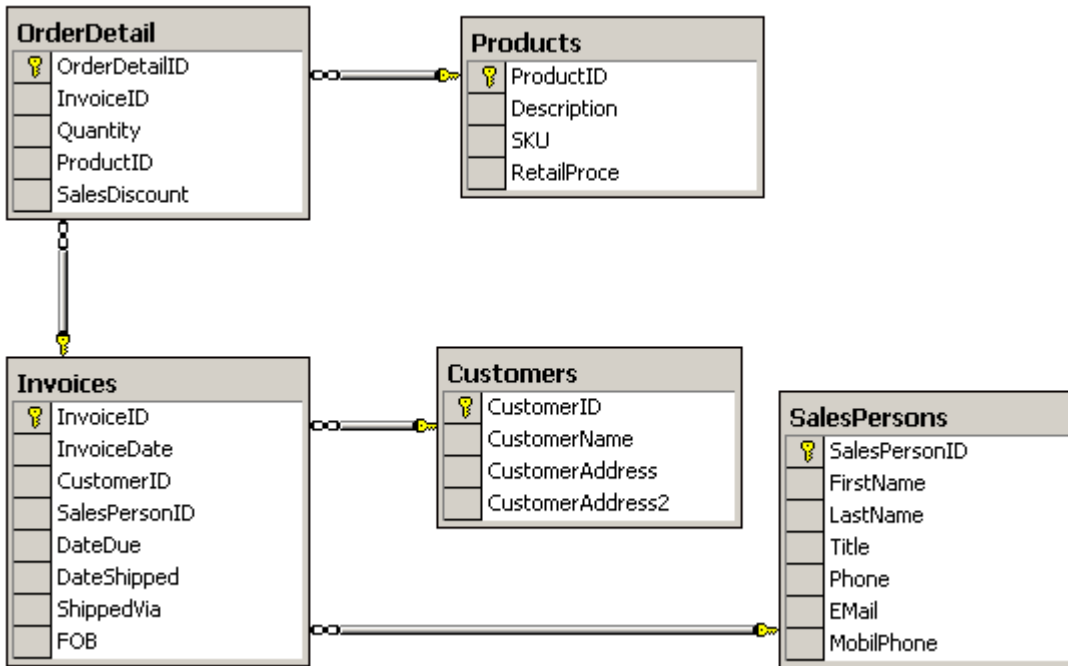 OrderDetail
OrderDetailID
InvoiceID
Quantity
ProductID
SalesDiscount
Products
ProductID
Description
SKU
RetailProce
Invoices
InvoiceID
InvoiceDate
CustomerID
SalesPersonID
DateDue
DateShipped
ShippedVia
FOB
Customers
CustomerID
CustomerName
CustomerAddress
CustomerAddress2
SalesPersons
SalesPersonID
FirstName
LastName
Title
Phone
EMail
MobilPhone